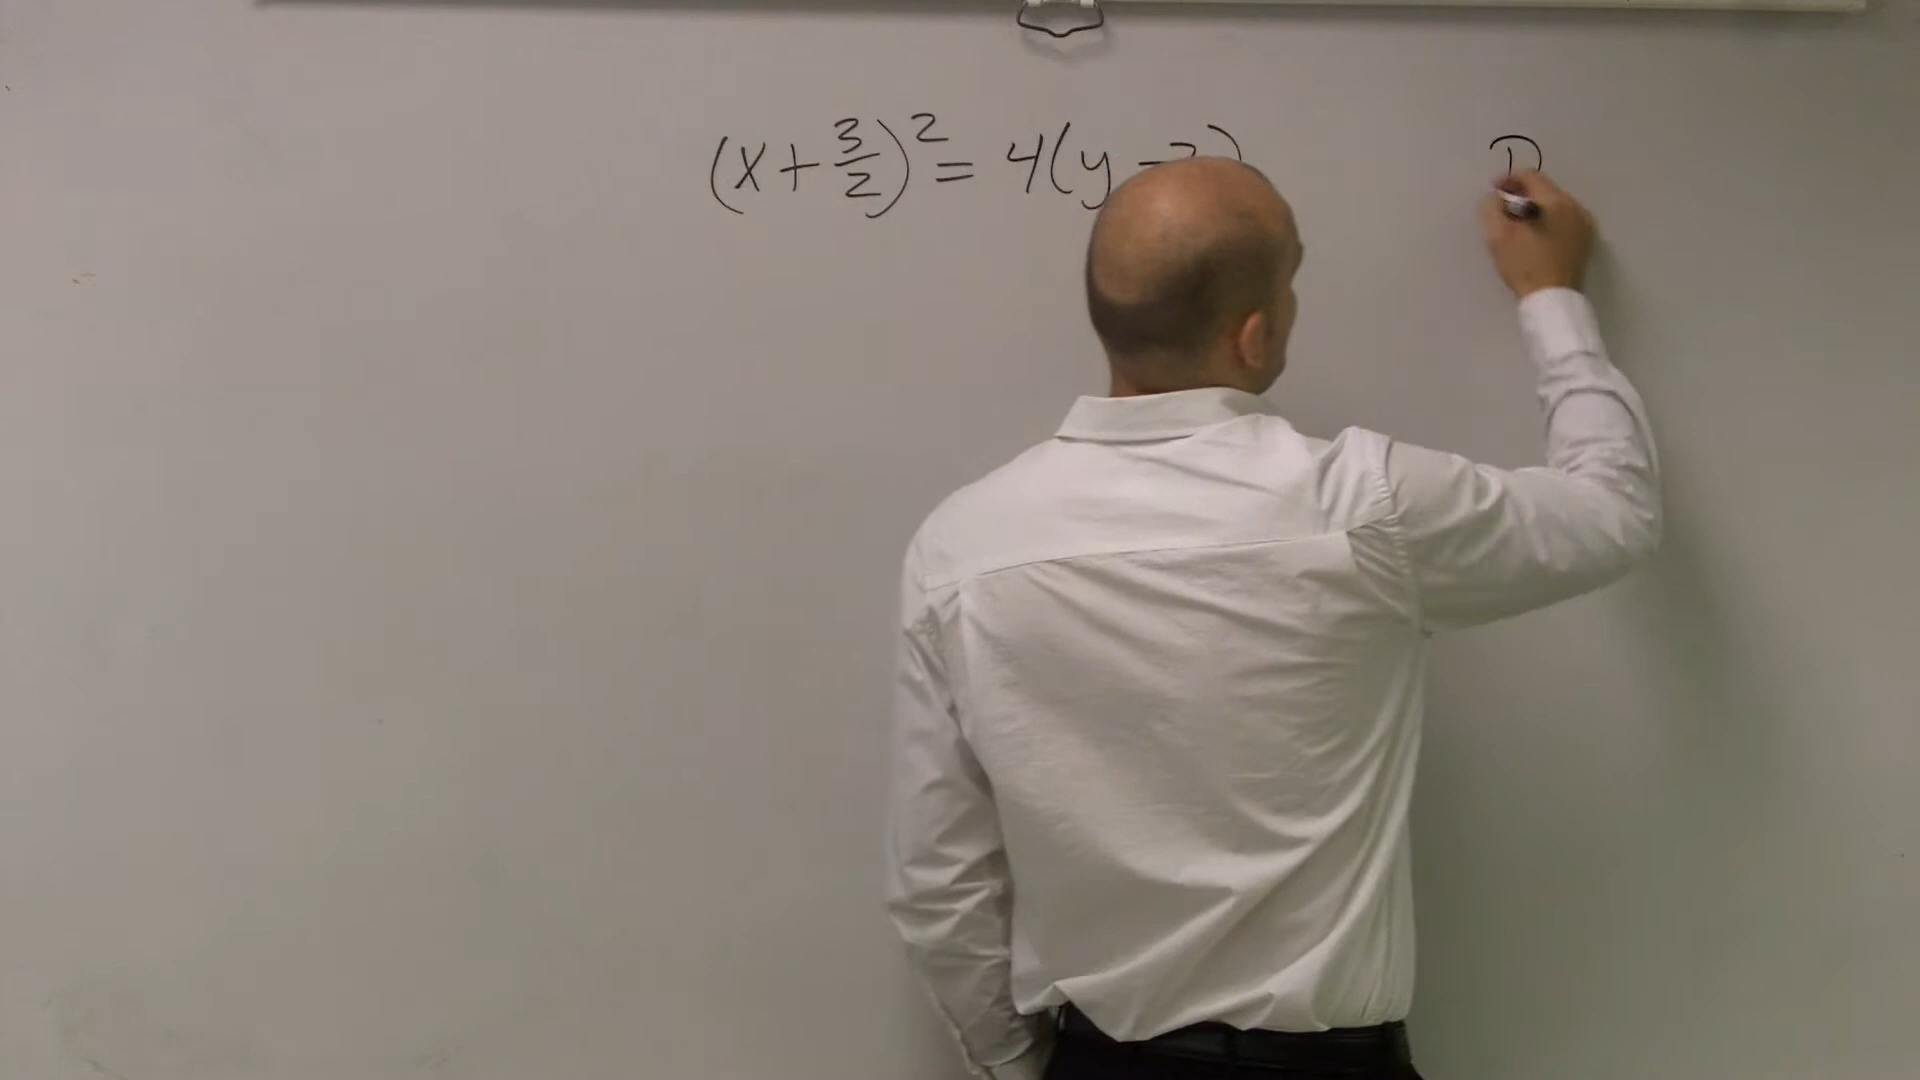 (x + 3/2)² = 4(y -